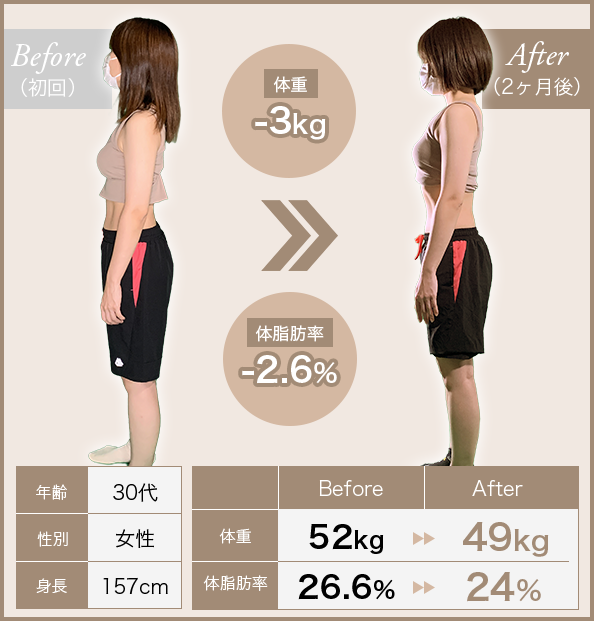 Before
（初回）
After
（2ヶ月後）
体重
-3kg
体脂肪率
-2.6%
年齢 30代
性別 女性
身長 157cm
Before After
体重 52kg 49kg
体脂肪率 26.6% 24%